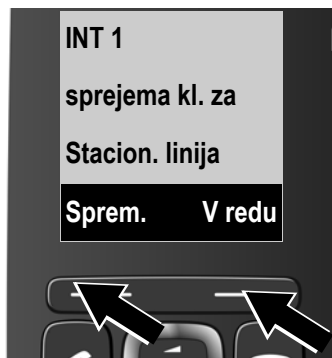 INT 1
sprejema kl. za
Stacion. linija
Sprem. V redu